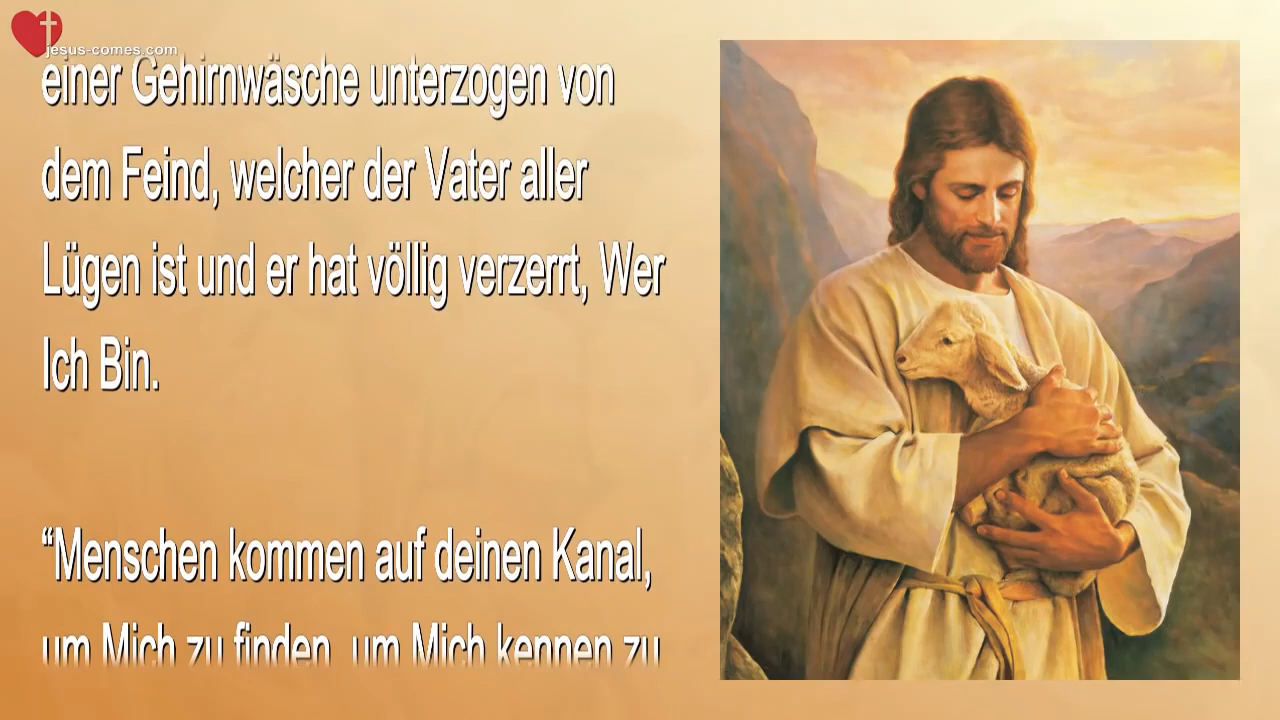 jesus-comes.com
einer Gehirnwäsche unterzogen von
dem Feind, welcher der Vater aller
Lügen ist und er hat völlig verzerrt, Wer
Ich Bin.
“Menschen kommen auf deinen Kanal,
um Mich zu finden, um Mich kennen zu